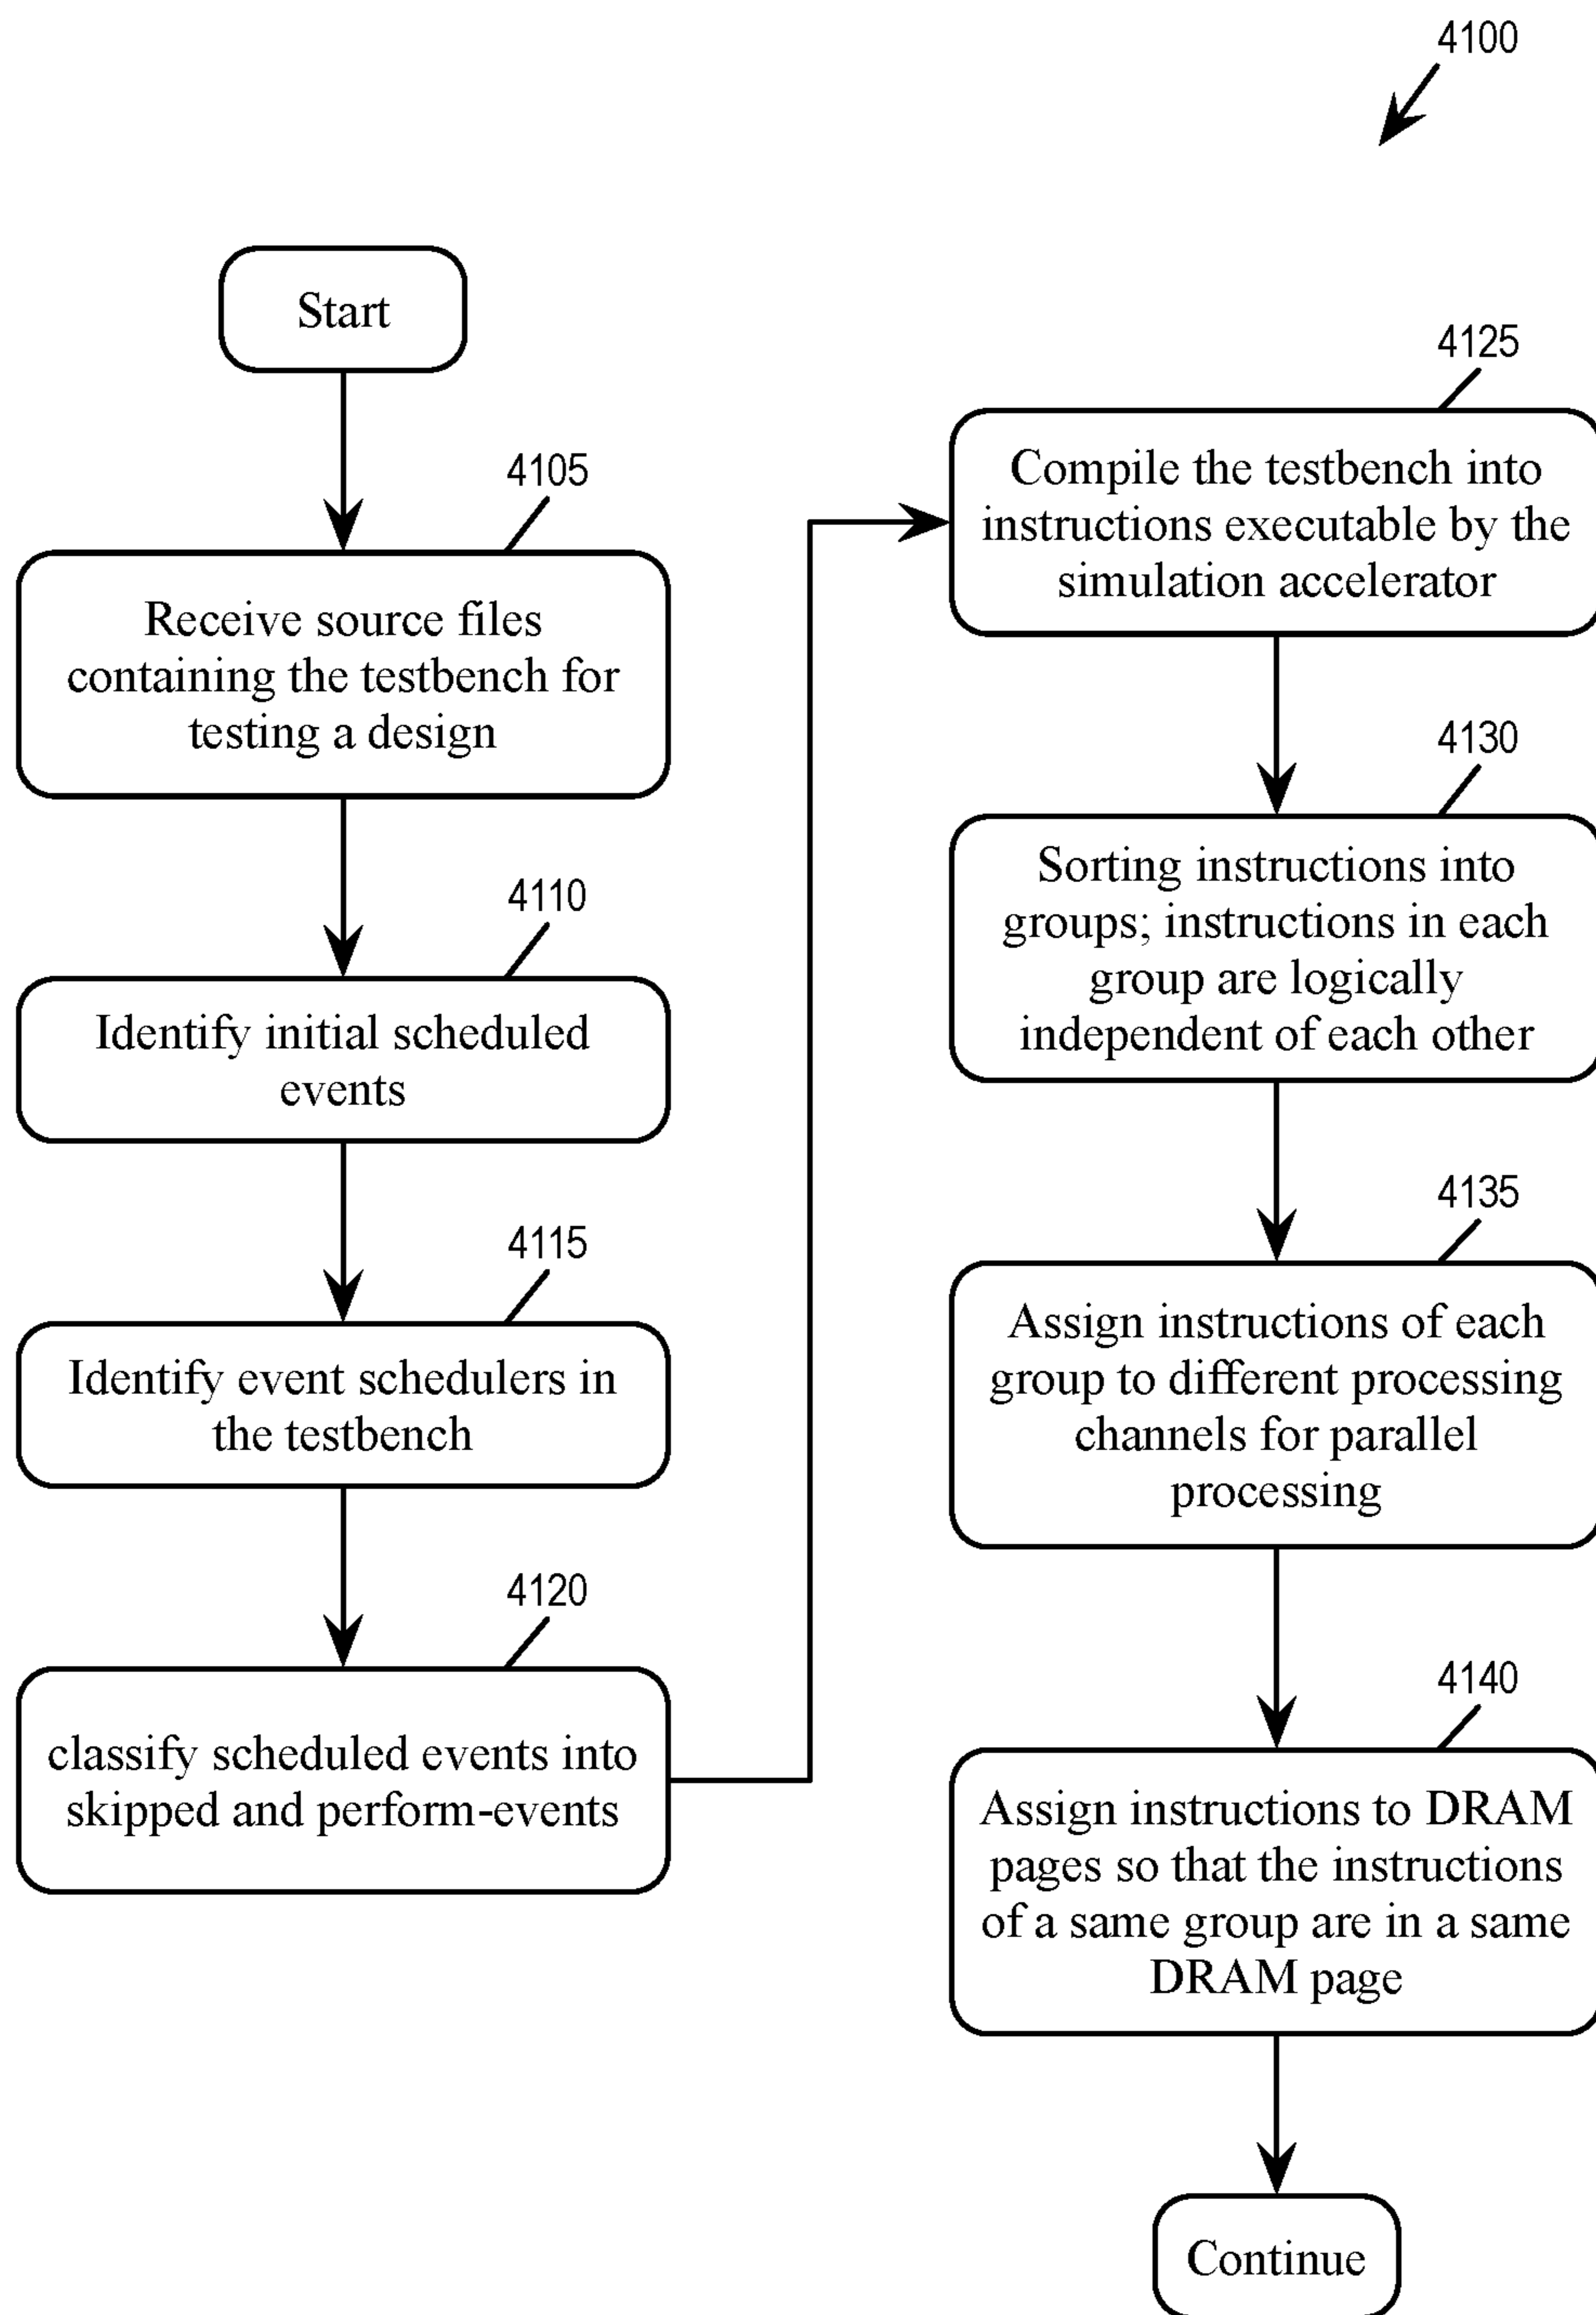 4100
Start
4105
Receive source files
containing the testbench for
testing a design
4110
Identify initial scheduled
events
4115
Identify event schedulers in
the testbench
4120
classify scheduled events into
skipped and perform-events
4125
Compile the testbench into
instructions executable by the
simulation accelerator
4130
Sorting instructions into
groups; instructions in each
group are logically
independent of each other
4135
Assign instructions of each
group to different processing
channels for parallel
processing
4140
Assign instructions to DRAM
pages so that the instructions
of a same group are in a same
DRAM page
Continue